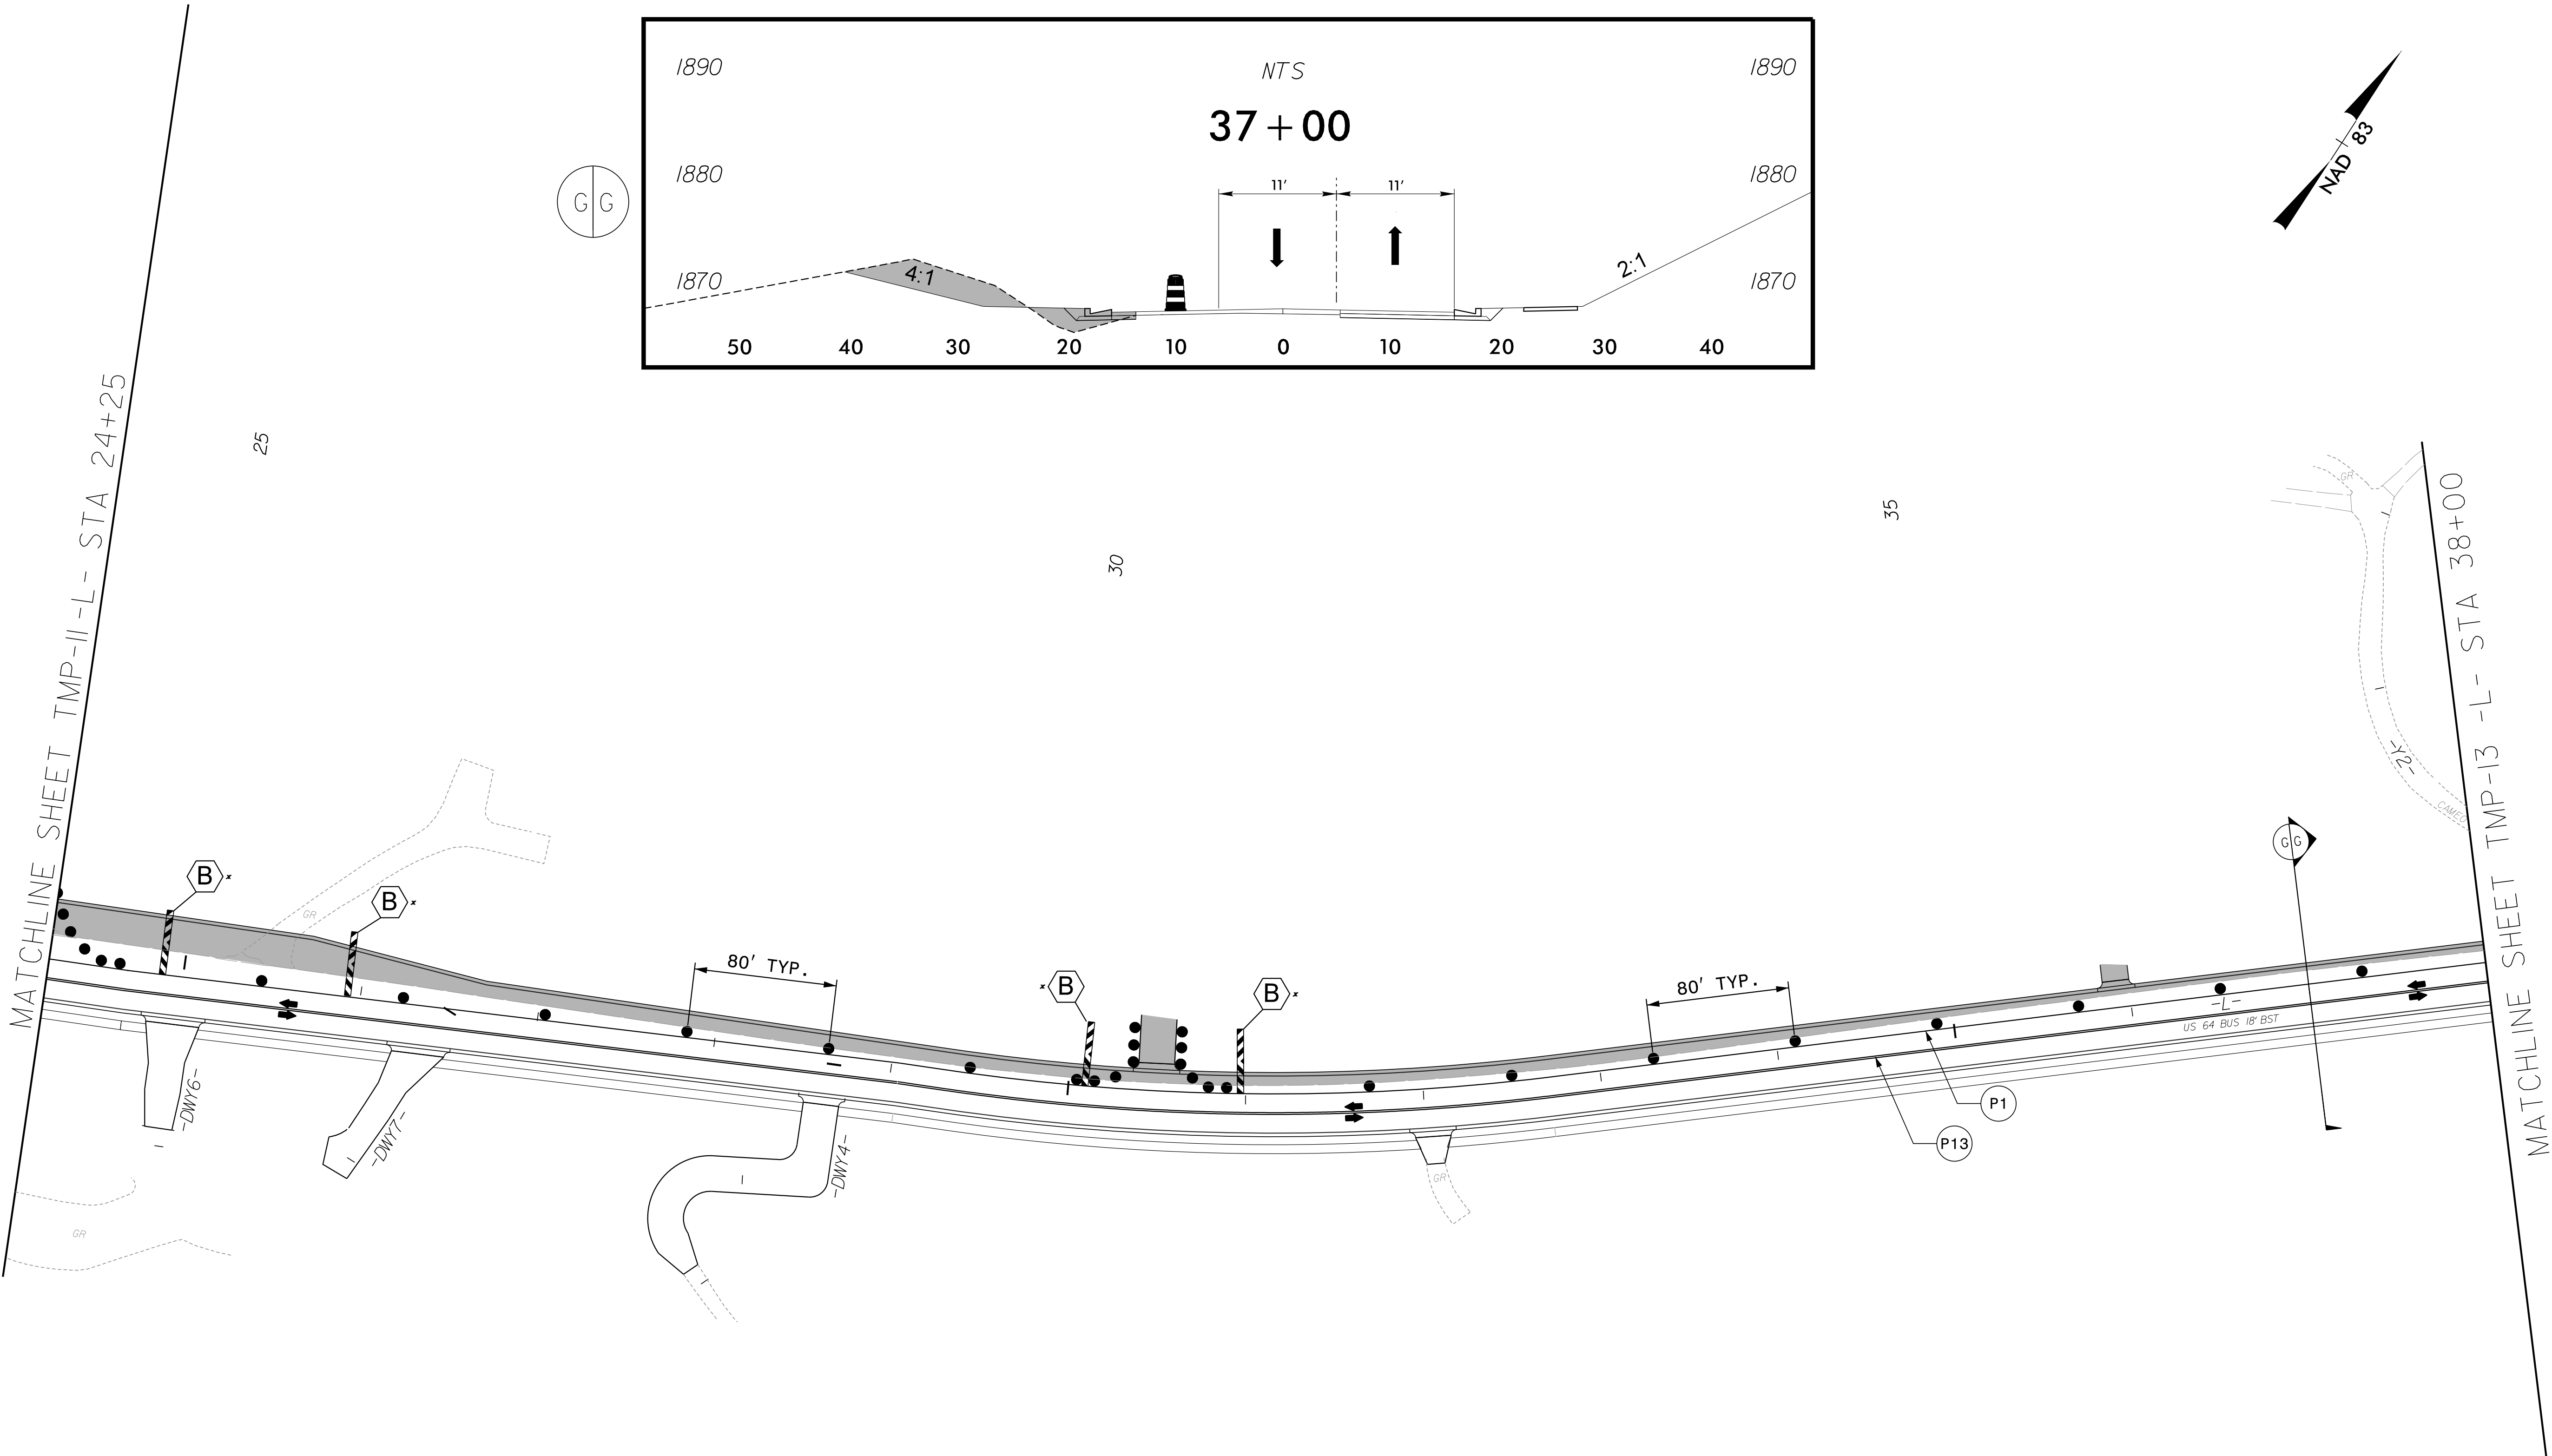 1890 NTS 1890
37+00
G G 1880 1880
11' 11'
1870 4:1 2:1 1870
50 40 30 20 10 0 10 20 30 40
NAD 83
MATCHLINE SHEET TMP-11 -L- STA 24+25
25
30
35
MATCHLINE SHEET TMP-13 -L- STA 38+00
GR
-Y2-
G G
B *
B *
GR
80' TYP.
* B
B *
80' TYP.
-L-
US 64 BUS 18' BST
P1
P13
-DWY6-
-DWY7-
-DWY4-
GR
GR